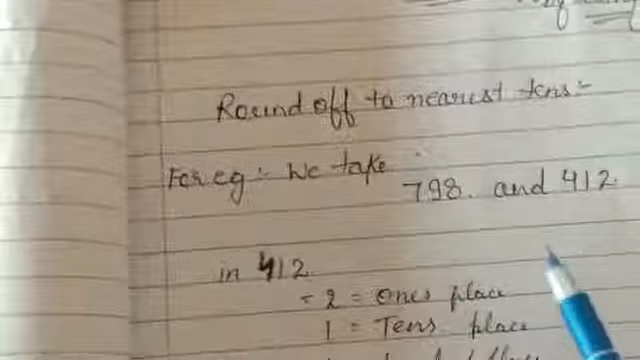 Round off to nearest tens:-
For eg:- We take
798. and 412.
in 412
- 2 = Ones place
1 = Tens place